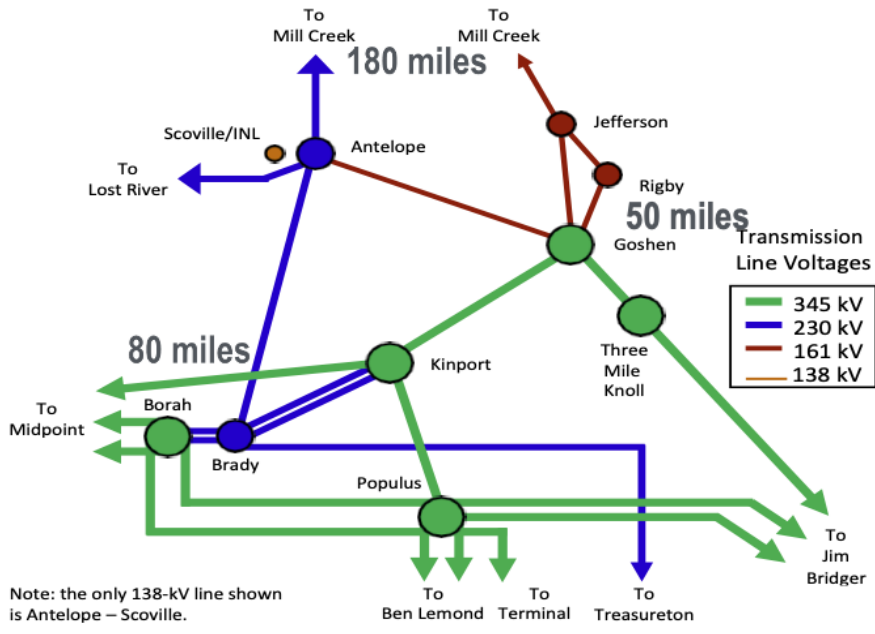 To
Mill Creek
To
Mill Creek
180 miles
Scoville/INL
Antelope
Jefferson
To
Lost River
Rigby
50 miles
Goshen
Transmission
Line Voltages
345 kV
230 kV
161 kV
138 kV
80 miles
Kinport
Three
Mile
Knoll
To
Midpoint
Borah
Brady
Populus
To
Jim
Bridger
Note: the only 138-kV line shown
is Antelope – Scoville.
To
Ben Lemond
To
Terminal
To
Treasureton